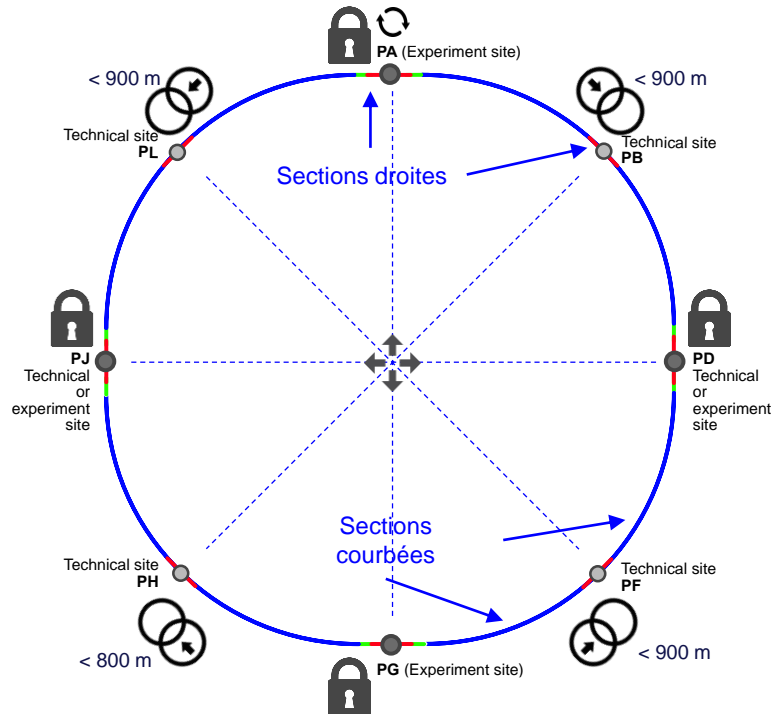 PA (Experiment site)
< 900 m
< 900 m
Technical site
PL
Technical site
PB
Sections droites
PJ
Technical
or
experiment
site
PD
Technical
or
experiment
site
Sections
courbées
Technical site
PH
Technical site
PF
< 800 m
PG (Experiment site)
< 900 m